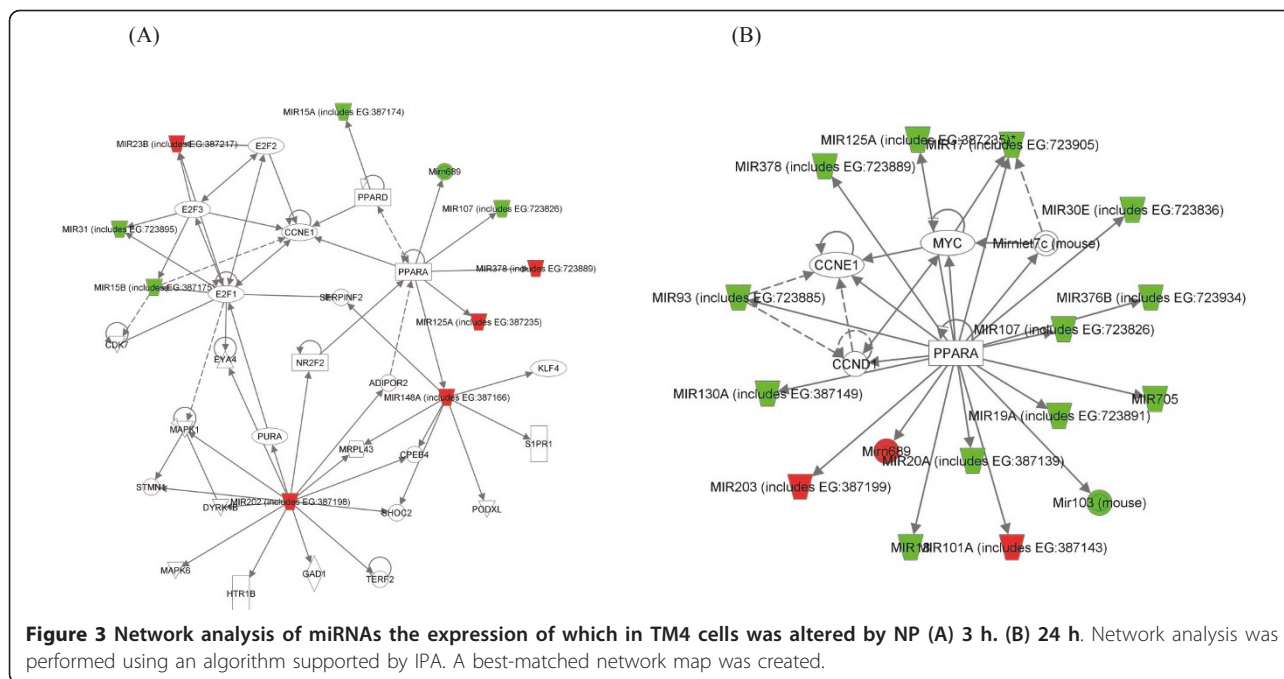 (A)
(B)
MIR15A (includes EG:387174)
MIR23B (includes EG:387217)
E2F2
Mirn689
PPARD
MIR107 (includes EG:723826)
E2F3
MIR31 (includes EG:723895)
CCNE1
PPARA
MIR378 (includes EG:723889)
MIR15B (includes EG:387175
E2F1
SERPINF2
MIR125A (includes EG:387235)
CDK7
EYA4
NR2F2
ADIPOR2
KLF4
MIR148A (includes EG:387166)
MAPK1
PURA
MRPL43
CPEB4
S1PR1
STMN1
MIR202 (includes EG:387198)
DYRK1B
SHOC2
PODXL
MAPK6
GAD1
TERF2
HTR1B
MIR125A (includes EG:387235)*
MIR17 (includes EG:723905)
MIR378 (includes EG:723889)
MIR30E (includes EG:723836)
MYC
Mirnlet7c (mouse)
CCNE1
MIR93 (includes EG:723885)
MIR376B (includes EG:723934)
MIR107 (includes EG:723826)
PPARA
CCND1
MIR130A (includes EG:387149)
MIR705
MIR19A (includes EG:723891)
Mirn689
MIR20A (includes EG:387139)
MIR203 (includes EG:387199)
Mir103 (mouse)
MIR101A (includes EG:387143)
Figure 3 Network analysis of miRNAs the expression of which in TM4 cells was altered by NP (A) 3 h. (B) 24 h. Network analysis was
performed using an algorithm supported by IPA. A best-matched network map was created.